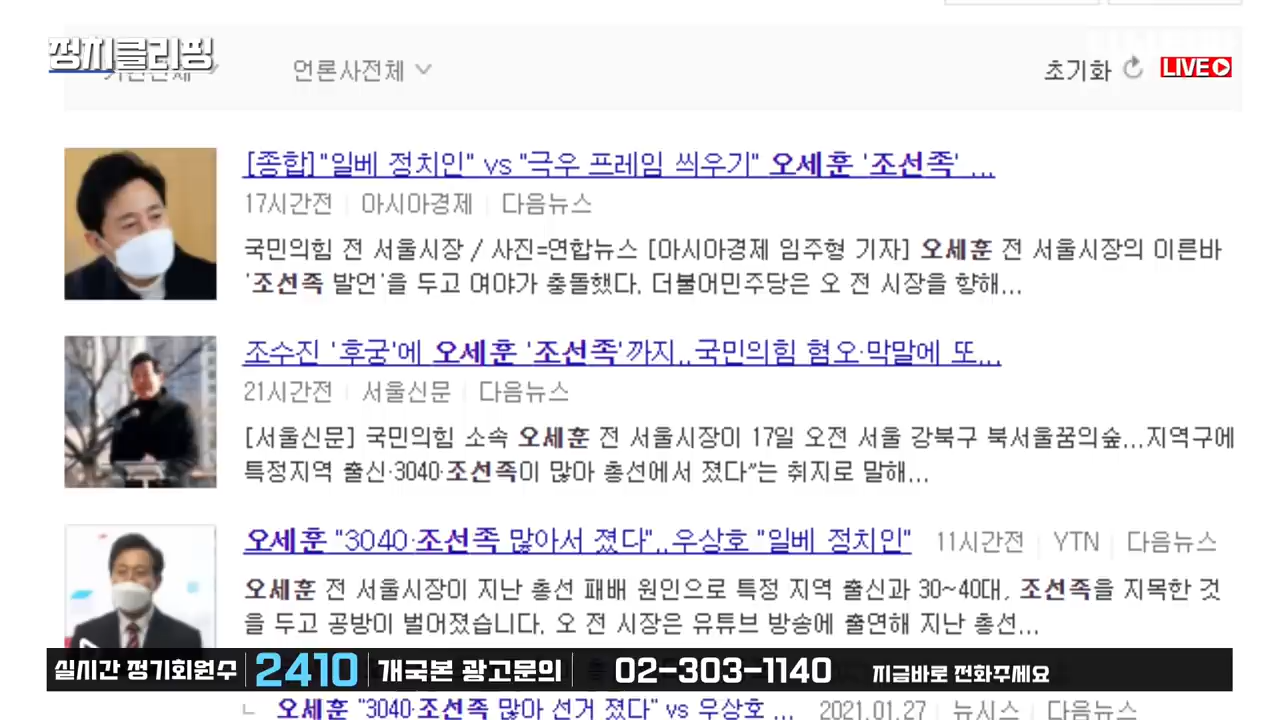 정치클리핑
기간전체
언론사전체
초기화
LIVE
[종합]"일베 정치인" vs "극우 프레임 씌우기" 오세훈 '조선족' ...
17시간전 | 아시아경제 | 다음뉴스
국민의힘 전 서울시장 / 사진=연합뉴스 [아시아경제 임주형 기자] 오세훈 전 서울시장의 이른바
'조선족 발언'을 두고 여야가 충돌했다. 더불어민주당은 오 전 시장을 향해...
조수진 '후궁'에 오세훈 '조선족'까지..국민의힘 혐오·막말에 또...
21시간전 | 서울신문 | 다음뉴스
[서울신문] 국민의힘 소속 오세훈 전 서울시장이 17일 오전 서울 강북구 북서울꿈의숲...지역구에
특정지역 출신·3040·조선족이 많아 총선에서 졌다”는 취지로 말해...
오세훈 "3040·조선족 많아서 졌다"..우상호 "일베 정치인" 11시간전 | YTN | 다음뉴스
오세훈 전 서울시장이 지난 총선 패배 원인으로 특정 지역 출신과 30~40대, 조선족을 지목한 것
을 두고 공방이 벌어졌습니다. 오 전 시장은 유튜브 방송에 출연해 지난 총선...
실시간 정기회원수 2410 개국본 광고문의 02-303-1140 지금바로 전화주세요
오세훈 "3040·조선족 많아 선거 졌다" vs 우상호 ... 2021.01.27 | 뉴시스 | 다음뉴스